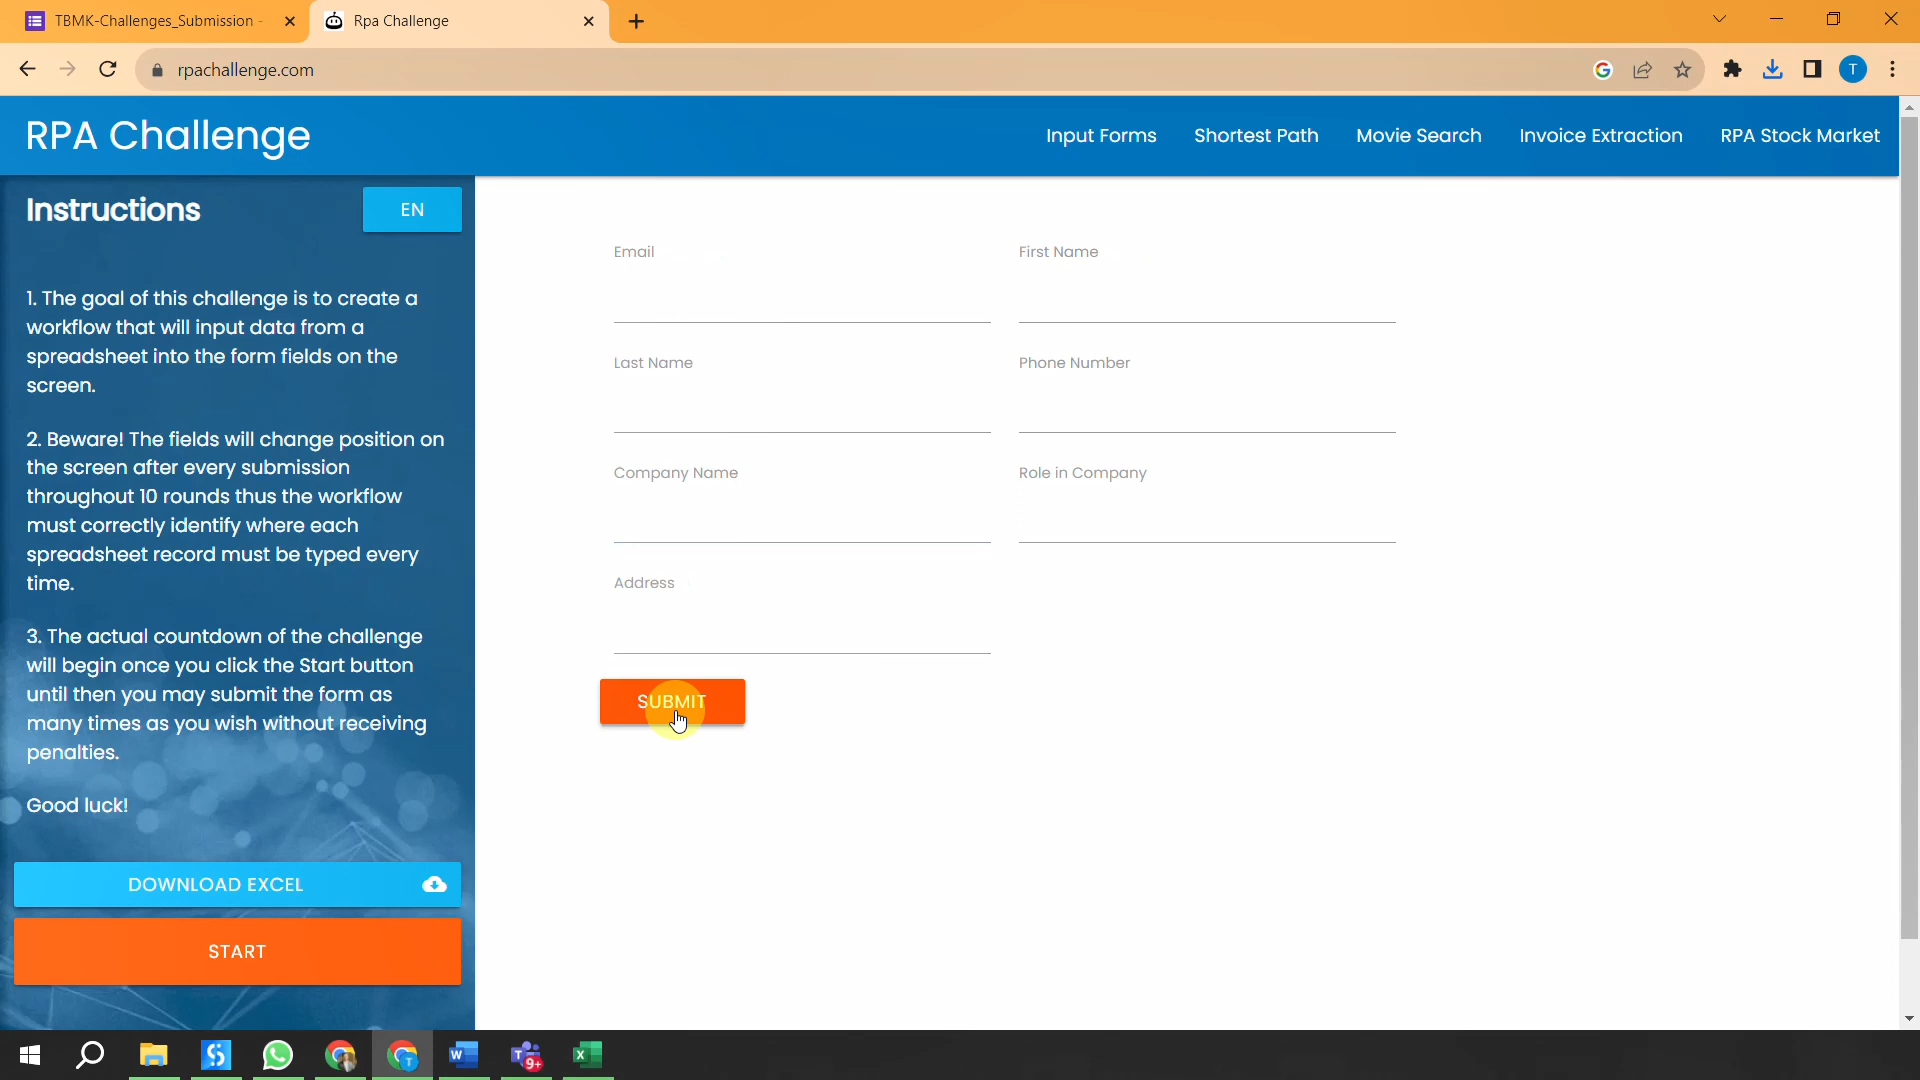 TBMK-Challenges_Submission -
Rpa Challenge
rpachallenge.com
T
RPA Challenge
Input Forms
Shortest Path
Movie Search
Invoice Extraction
RPA Stock Market
Instructions
EN
1. The goal of this challenge is to create a
workflow that will input data from a
spreadsheet into the form fields on the
screen.
2. Beware! The fields will change position on
the screen after every submission
throughout 10 rounds thus the workflow
must correctly identify where each
spreadsheet record must be typed every
time.
3. The actual countdown of the challenge
will begin once you click the Start button
until then you may submit the form as
many times as you wish without receiving
penalties.
Good luck!
DOWNLOAD EXCEL
START
Email
First Name
Last Name
Phone Number
Company Name
Role in Company
Address
SUBMIT
9+